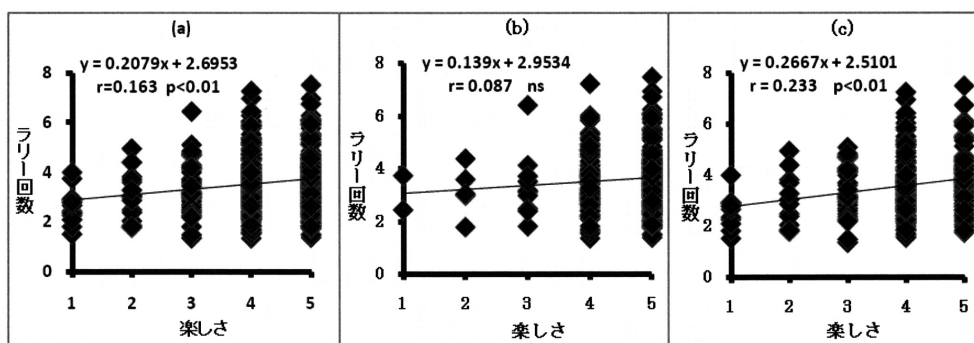 (a)
y = 0.2079x + 2.6953
r=0.163 p<0.01
8
6
4
2
0
ラリー回数
1 2 3 4 5
楽しさ
(b)
y = 0.139x + 2.9534
r= 0.087 ns
8
6
4
2
0
ラリー回数
1 2 3 4 5
楽しさ
(c)
y = 0.2667x + 2.5101
r = 0.233 p<0.01
8
6
4
2
0
ラリー回数
1 2 3 4 5
楽しさ